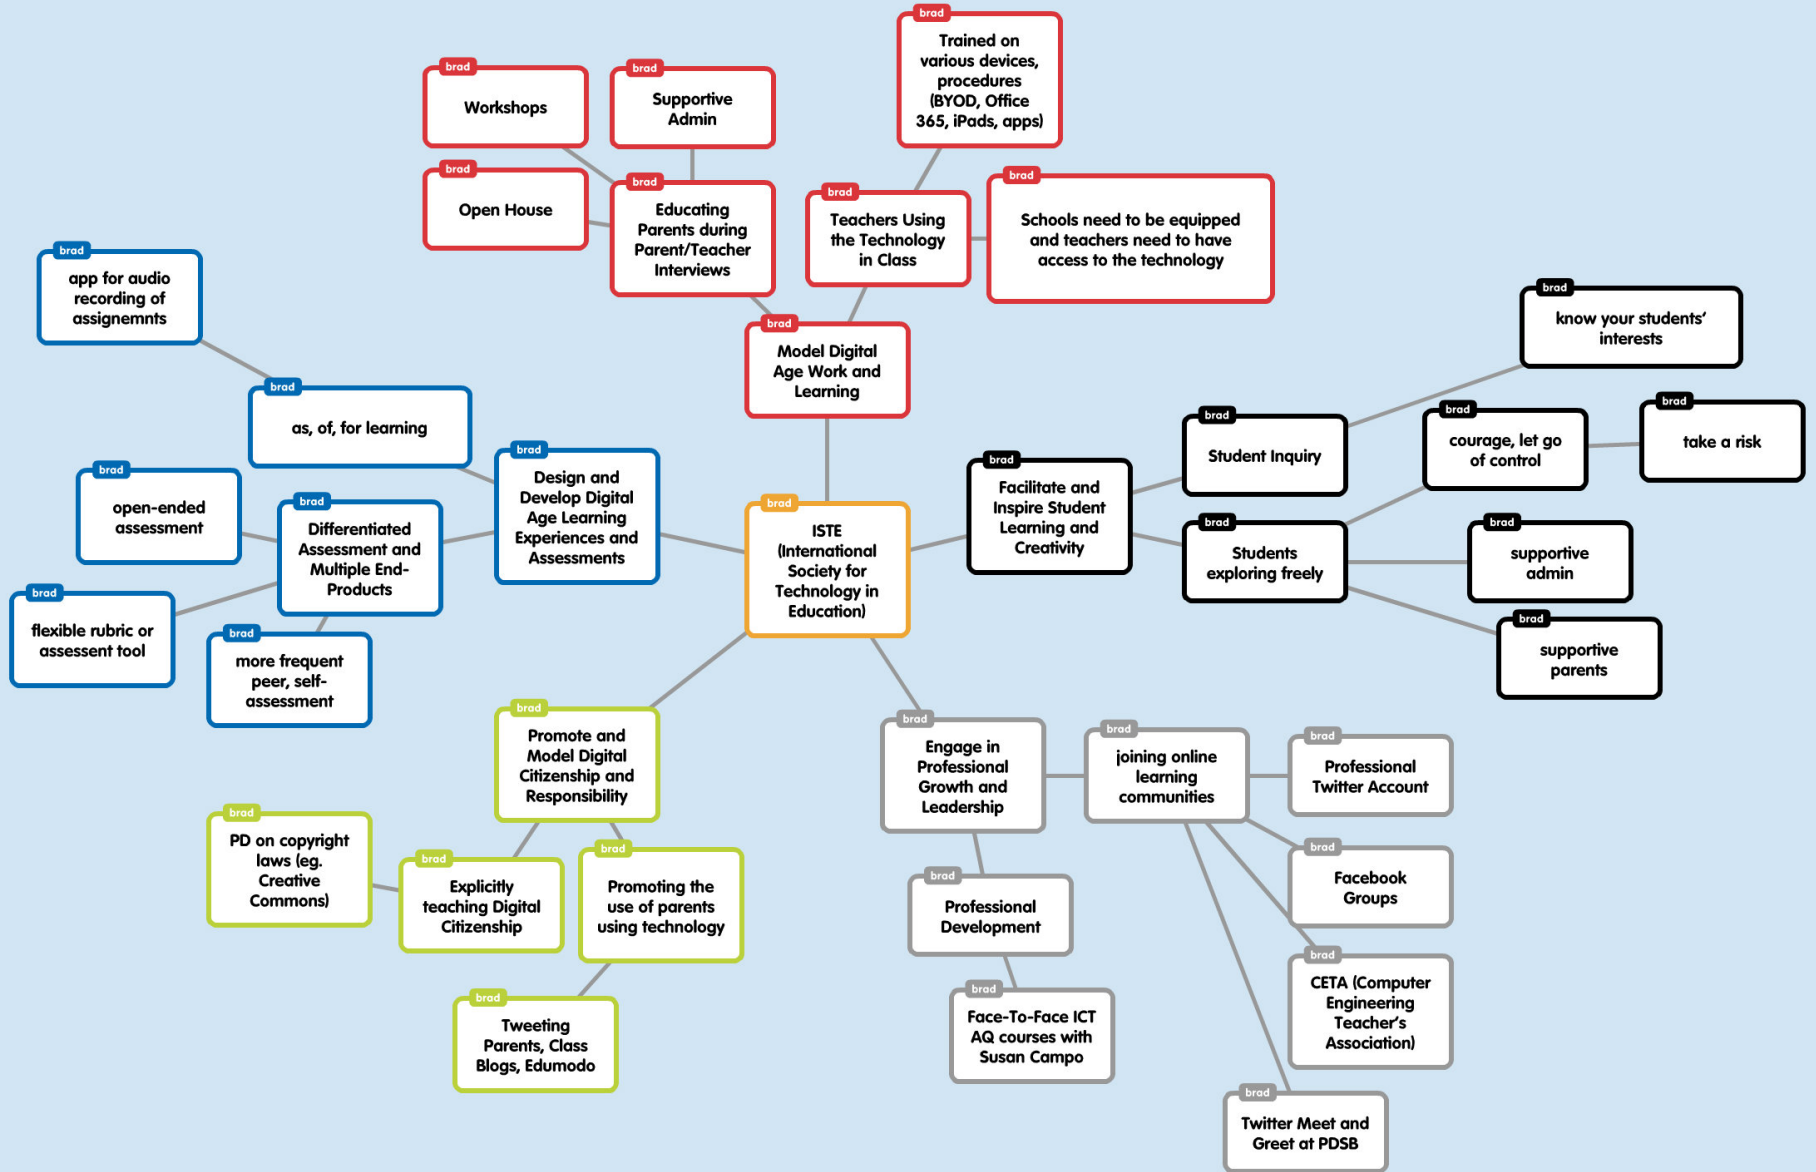 brad
Trained on
various devices,
procedures
(BYOD, Office
365, iPads, apps)
brad
Workshops
brad
Supportive
Admin
brad
Open House
brad
Educating
Parents during
Parent/Teacher
Interviews
brad
Teachers Using
the Technology
in Class
brad
Schools need to be equipped
and teachers need to have
access to the technology
brad
Model Digital
Age Work and
Learning
brad
app for audio
recording of
assignemnts
brad
as, of, for learning
brad
open-ended
assessment
brad
Differentiated
Assessment and
Multiple End-
Products
brad
Design and
Develop Digital
Age Learning
Experiences and
Assessments
brad
flexible rubric or
assessent tool
brad
more frequent
peer, self-
assessment
brad
ISTE
(International
Society for
Technology in
Education)
brad
Facilitate and
Inspire Student
Learning and
Creativity
brad
Student Inquiry
brad
know your students'
interests
brad
courage, let go
of control
brad
take a risk
brad
Students
exploring freely
brad
supportive
admin
brad
supportive
parents
brad
Promote and
Model Digital
Citizenship and
Responsibility
brad
PD on copyright
laws (eg.
Creative
Commons)
brad
Explicitly
teaching Digital
Citizenship
brad
Promoting the
use of parents
using technology
brad
Tweeting
Parents, Class
Blogs, Edumodo
brad
Engage in
Professional
Growth and
Leadership
brad
joining online
learning
communities
brad
Professional
Twitter Account
brad
Facebook
Groups
brad
Professional
Development
brad
CETA (Computer
Engineering
Teacher's
Association)
brad
Face-To-Face ICT
AQ courses with
Susan Campo
brad
Twitter Meet and
Greet at PDSB